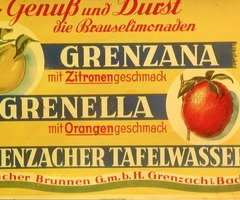 Genuß und Durst
die Brauselimonaden
GRENZANA
mit Zitronengeschmack
GRENELLA
mit Orangengeschmack
ENZACHER TAFELWASSE
cher Brunnen G.m.b.H. Grenzach i. Bad